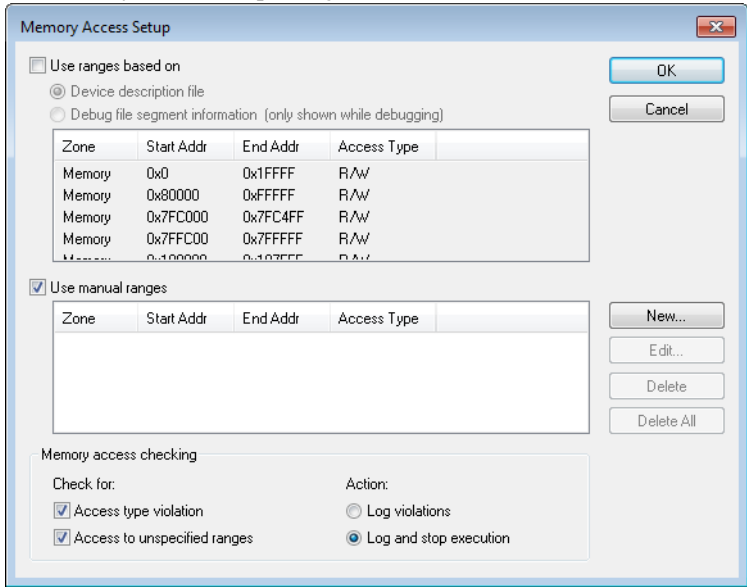 Memory Access Setup
Use ranges based on
OK
Device description file
Debug file segment information (only shown while debugging)
Cancel
Zone Start Addr End Addr Access Type
Memory 0x0 0x1FFFF R/W
Memory 0x80000 0xFFFFF R/W
Memory 0x7FC000 0x7FC4FF R/W
Memory 0x7FFC00 0x7FFFFF R/W
Use manual ranges
Zone Start Addr End Addr Access Type
New...
Edit...
Delete
Delete All
Memory access checking
Check for: Action:
Access type violation Log violations
Access to unspecified ranges Log and stop execution